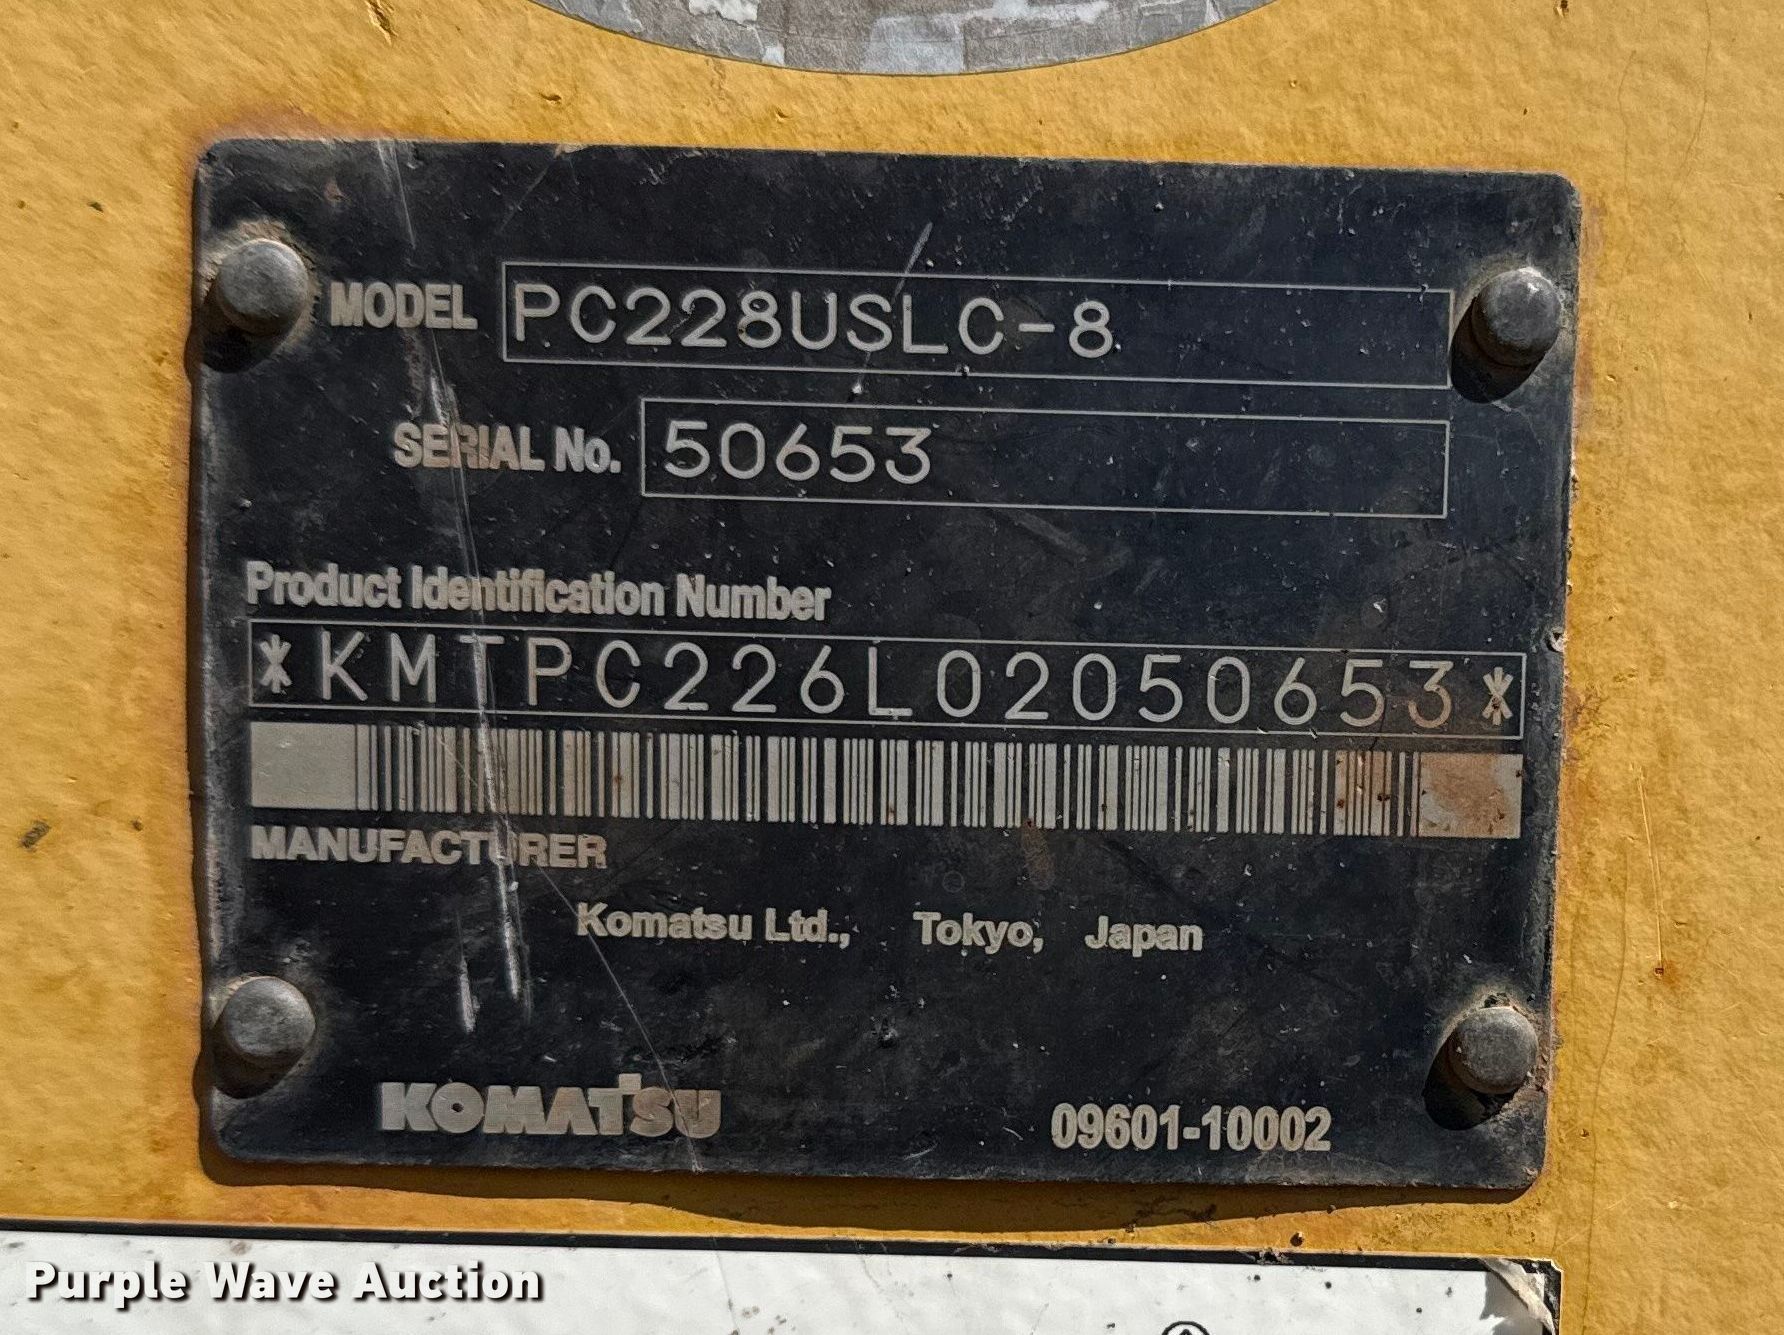 MODEL PC228USLC-8
SERIAL No. 50653
Product Identification Number
*KMTPC226L02050653*
MANUFACTURER
Komatsu Ltd., Tokyo, Japan
KOMATSU 09601-10002
Purple Wave Auction